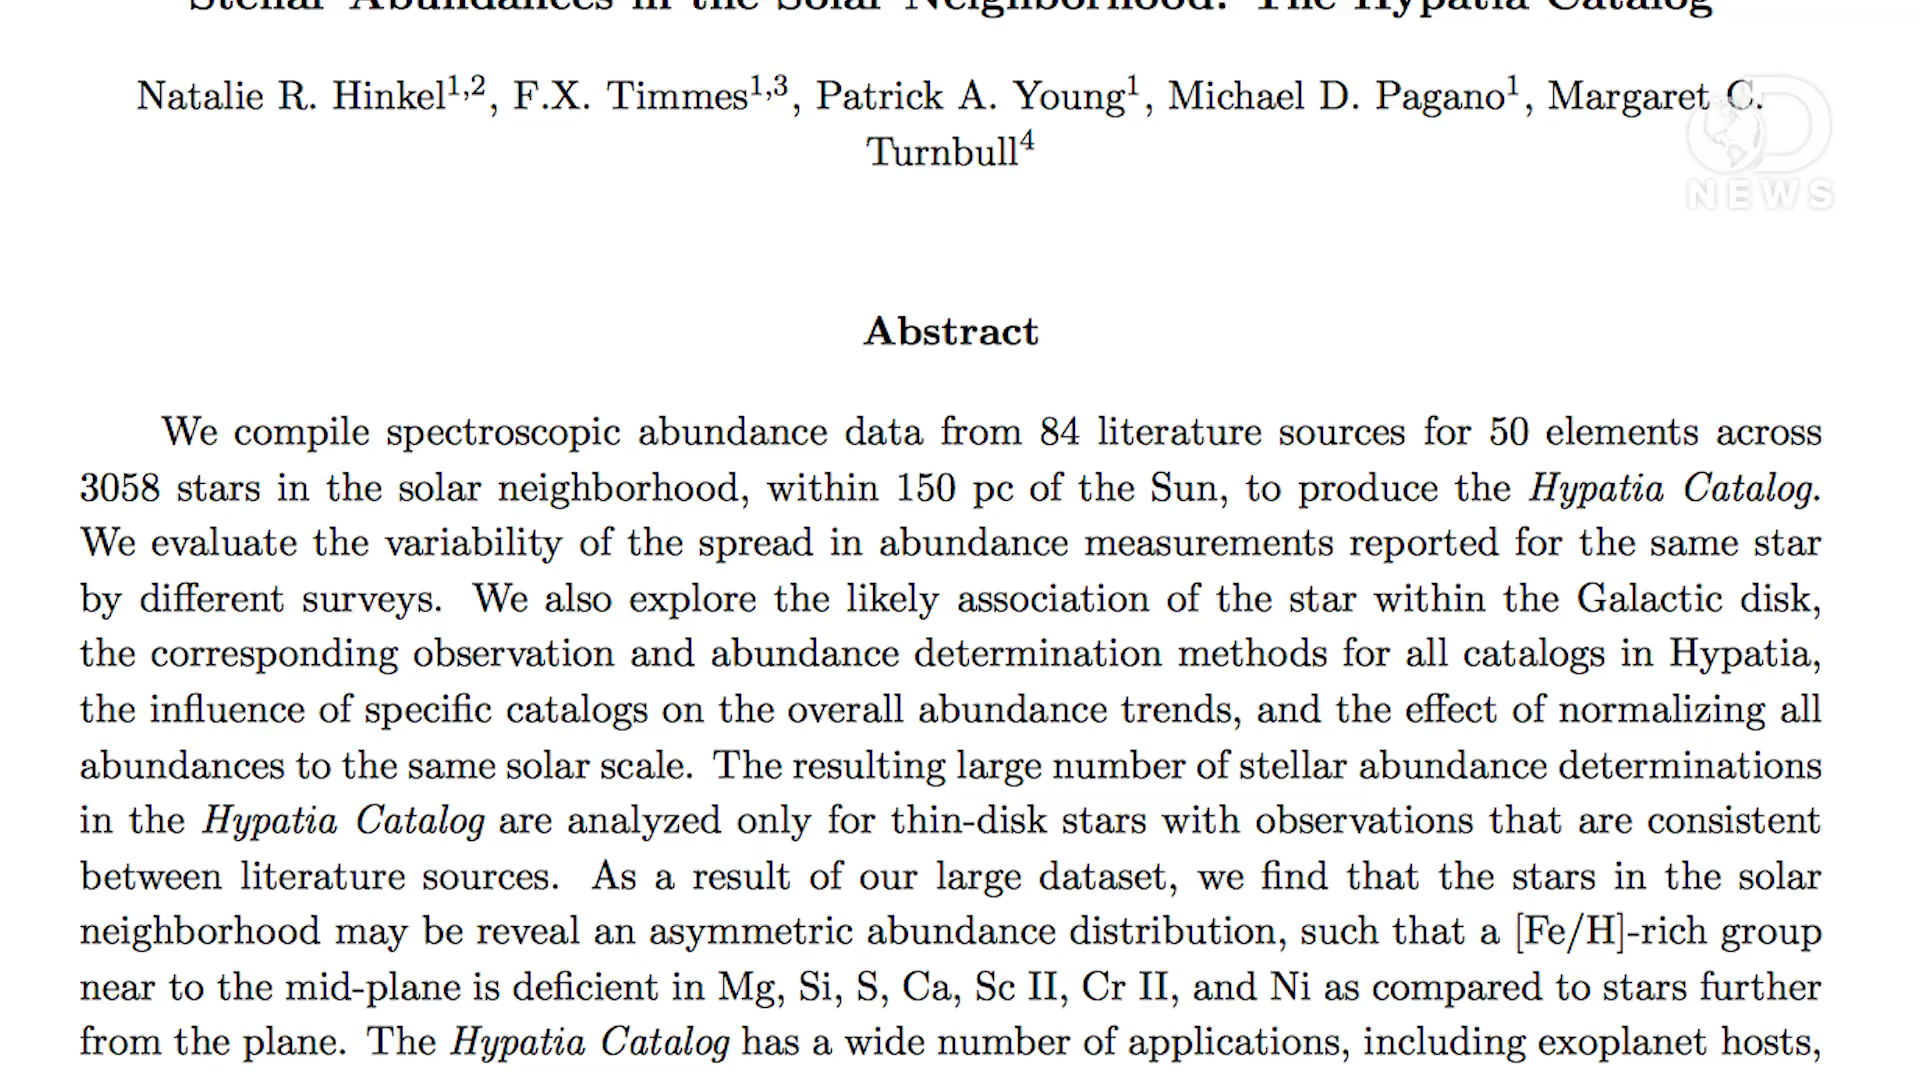 Stellar Abundances in the Solar Neighborhood: The Hypatia Catalog
Natalie R. Hinkel1,2, F.X. Timmes1,3, Patrick A. Young1, Michael D. Pagano1, Margaret C.
Turnbull4
D
NEWS
Abstract
We compile spectroscopic abundance data from 84 literature sources for 50 elements across
3058 stars in the solar neighborhood, within 150 pc of the Sun, to produce the Hypatia Catalog.
We evaluate the variability of the spread in abundance measurements reported for the same star
by different surveys. We also explore the likely association of the star within the Galactic disk,
the corresponding observation and abundance determination methods for all catalogs in Hypatia,
the influence of specific catalogs on the overall abundance trends, and the effect of normalizing all
abundances to the same solar scale. The resulting large number of stellar abundance determinations
in the Hypatia Catalog are analyzed only for thin-disk stars with observations that are consistent
between literature sources. As a result of our large dataset, we find that the stars in the solar
neighborhood may be reveal an asymmetric abundance distribution, such that a [Fe/H]-rich group
near to the mid-plane is deficient in Mg, Si, S, Ca, Sc II, Cr II, and Ni as compared to stars further
from the plane. The Hypatia Catalog has a wide number of applications, including exoplanet hosts,